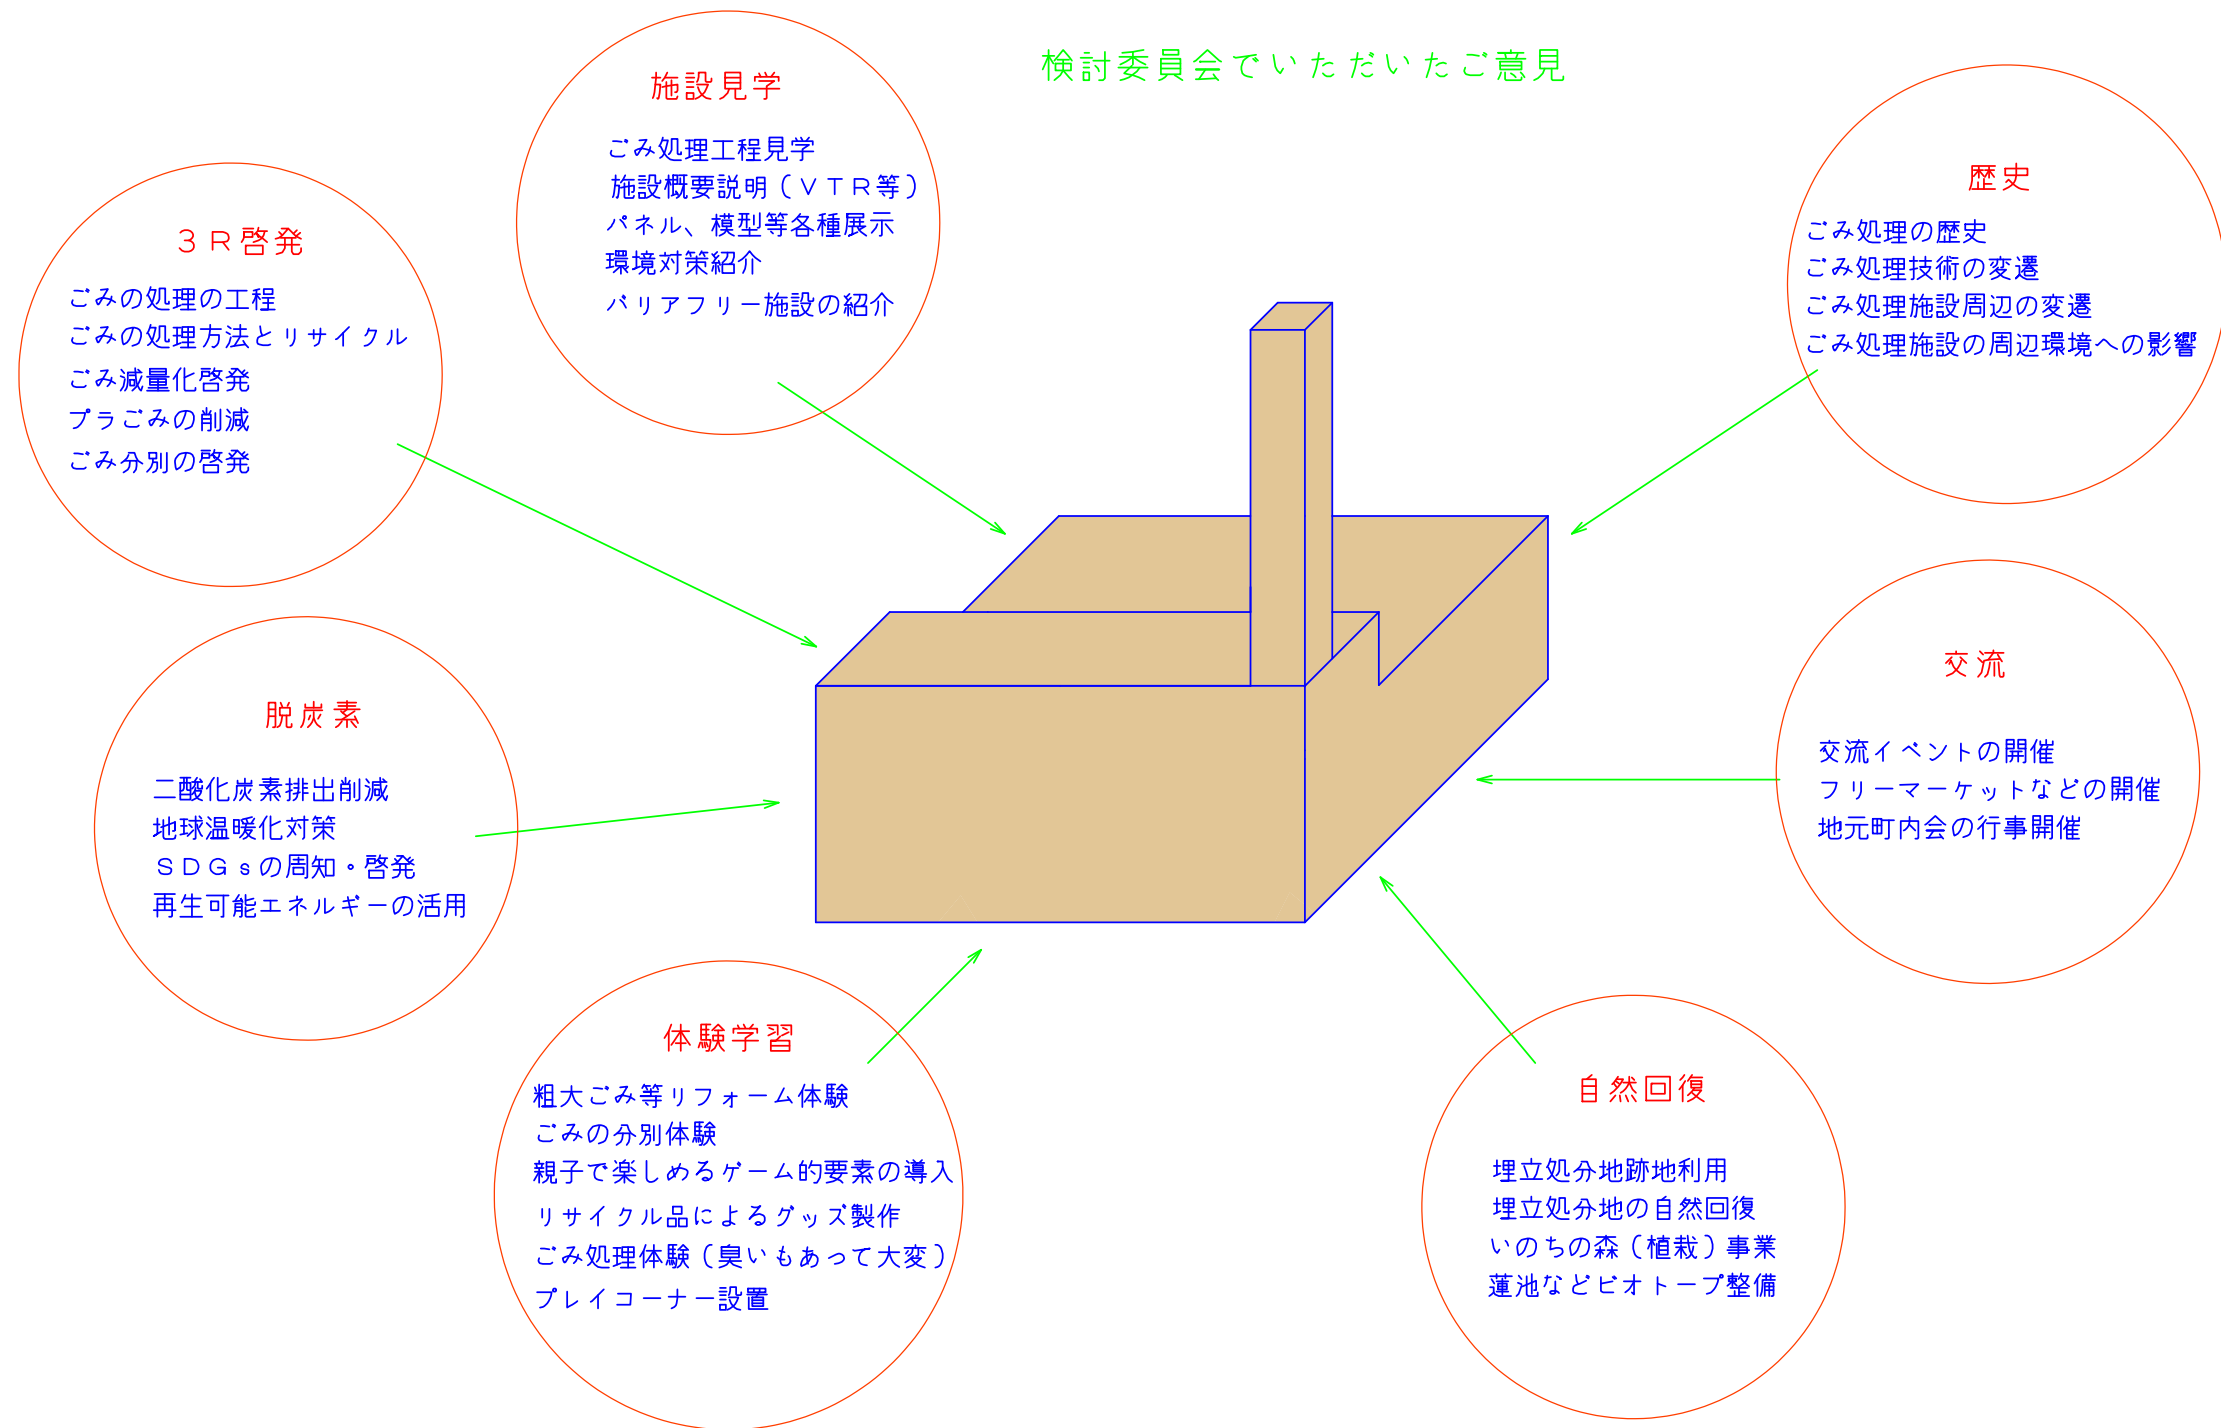 検討委員会でいただいたご意見
施設見学
ごみ処理工程見学
施設概要説明（ＶＴＲ等）
パネル、模型等各種展示
環境対策紹介
バリアフリー施設の紹介
歴史
ごみ処理の歴史
ごみ処理技術の変遷
ごみ処理施設周辺の変遷
ごみ処理施設の周辺環境への影響
３Ｒ啓発
ごみの処理の工程
ごみの処理方法とリサイクル
ごみ減量化啓発
プラごみの削減
ごみ分別の啓発
交流
交流イベントの開催
フリーマーケットなどの開催
地元町内会の行事開催
脱炭素
二酸化炭素排出削減
地球温暖化対策
ＳＤＧｓの周知・啓発
再生可能エネルギーの活用
体験学習
粗大ごみ等リフォーム体験
ごみの分別体験
親子で楽しめるゲーム的要素の導入
リサイクル品によるグッズ製作
ごみ処理体験（臭いもあって大変）
プレイコーナー設置
自然回復
埋立処分地跡地利用
埋立処分地の自然回復
いのちの森（植栽）事業
蓮池などビオトープ整備